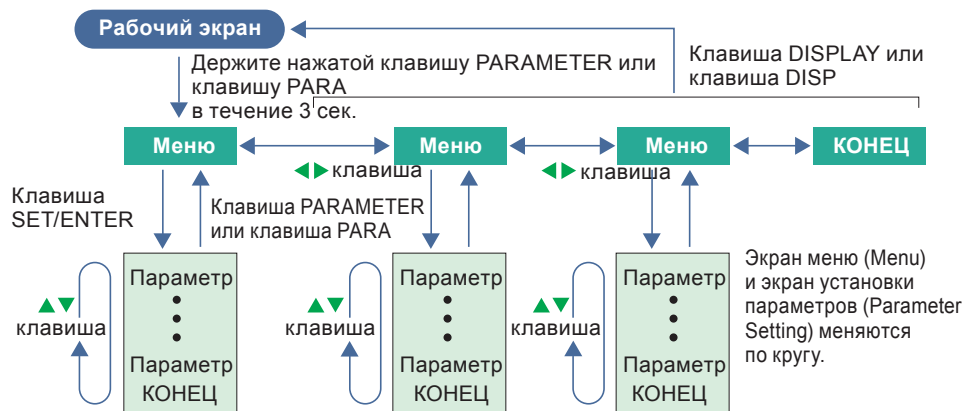 Рабочий экран
Держите нажатой клавишу PARAMETER или
клавишу PARA
в течение 3 сек.
Клавиша DISPLAY или
клавиша DISP
Меню
Меню
Меню
КОНЕЦ
клавиша
клавиша
Клавиша
SET/ENTER
Клавиша PARAMETER
или клавиша PARA
Параметр
Параметр
КОНЕЦ
клавиша
Параметр
Параметр
КОНЕЦ
клавиша
Параметр
Параметр
КОНЕЦ
клавиша
Экран меню (Menu)
и экран установки
параметров (Parameter
Setting) меняются
по кругу.